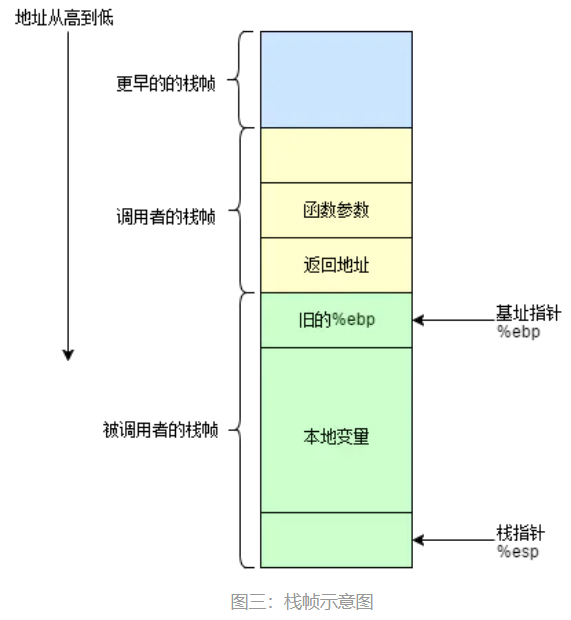 地址从高到低
更早的的栈帧
调用者的栈帧
函数参数
返回地址
旧的%ebp
基址指针
%ebp
被调用者的栈帧
本地变量
栈指针
%esp
图三：栈帧示意图